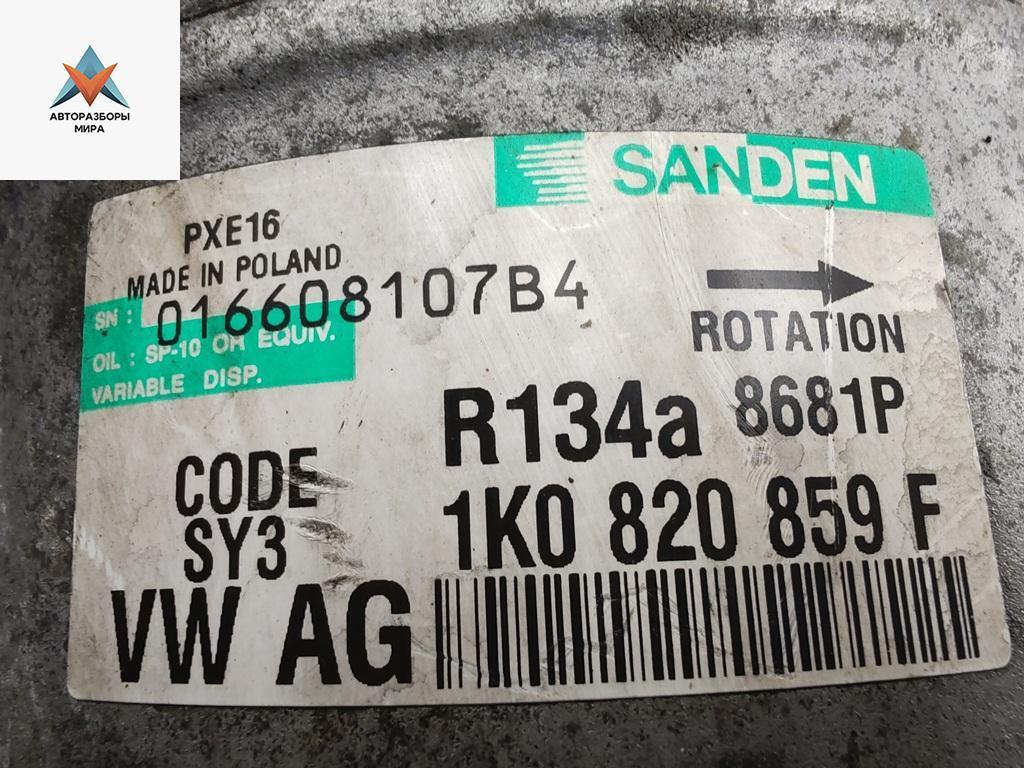 АВТОРАЗБОРЫ
МИРА
SANDEN
PXE16
MADE IN POLAND
SN : 016608107B4
OIL : SP-10 OR EQUIV.
VARIABLE DISP.
ROTATION
R134a 8681P
CODE
SY3
1K0 820 859 F
VW AG